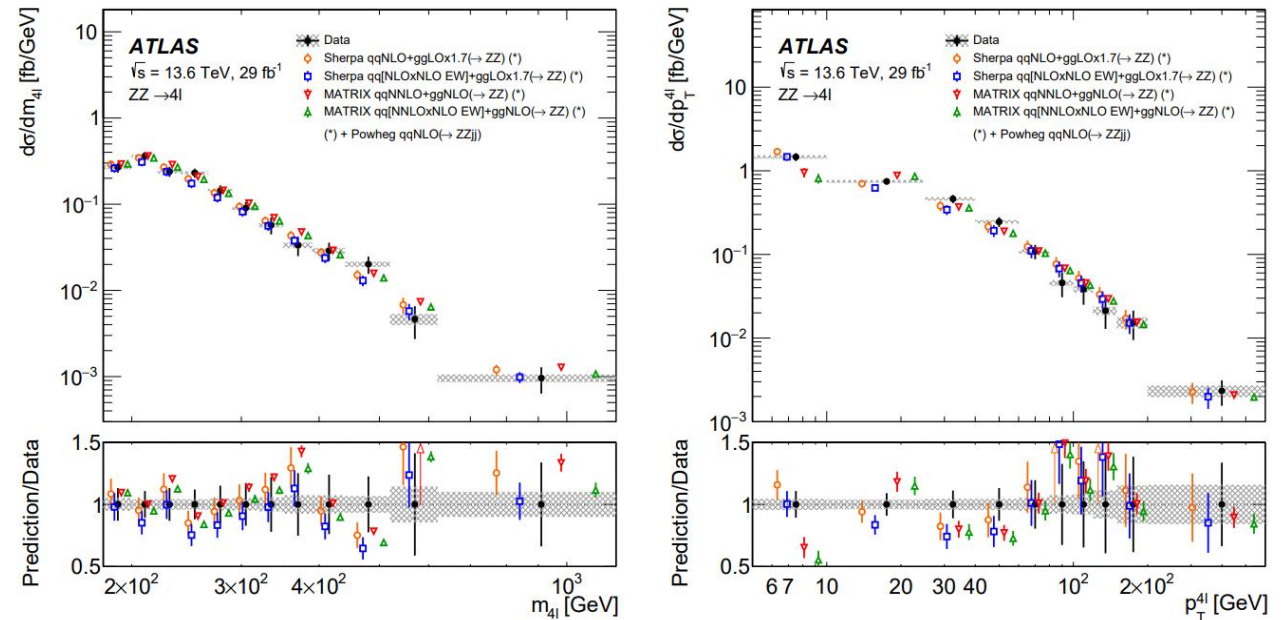 dσ/dm₄ₗ [fb/GeV]
10
1
10⁻¹
10⁻²
10⁻³
ATLAS
√s = 13.6 TeV, 29 fb⁻¹
ZZ →4l
Data
Sherpa qqNLO+ggLOx1.7(→ ZZ) (*)
Sherpa qq[NLOxNLO EW]+ggLOx1.7(→ ZZ) (*)
MATRIX qqNNLO+ggNLO(→ ZZ) (*)
MATRIX qq[NNLOxNLO EW]+ggNLO(→ ZZ) (*)
(*) + Powheg qqNLO(→ ZZjj)
Prediction/Data
1.5
1
0.5
2×10² 3×10² 4×10² 10³
m₄ₗ [GeV]
dσ/dp_T^4l [fb/GeV]
10
1
10⁻¹
10⁻²
10⁻³
ATLAS
√s = 13.6 TeV, 29 fb⁻¹
ZZ →4l
Data
Sherpa qqNLO+ggLOx1.7(→ ZZ) (*)
Sherpa qq[NLOxNLO EW]+ggLOx1.7(→ ZZ) (*)
MATRIX qqNNLO+ggNLO(→ ZZ) (*)
MATRIX qq[NNLOxNLO EW]+ggNLO(→ ZZ) (*)
(*) + Powheg qqNLO(→ ZZjj)
Prediction/Data
1.5
1
0.5
6 7 10 20 30 40 10² 2×10²
p_T^4l [GeV]